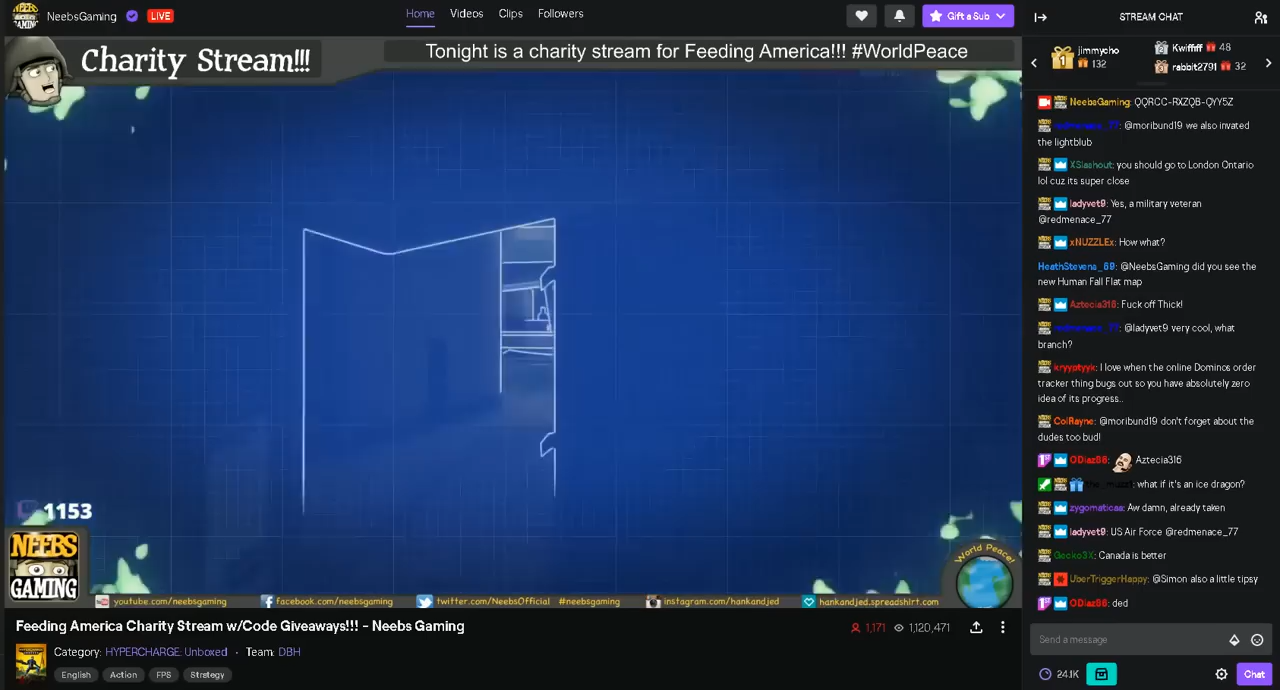 NeebsGaming LIVE
Home Videos Clips Followers
Gift a Sub
STREAM CHAT
Charity Stream!!!
Tonight is a charity stream for Feeding America!!! #WorldPeace
1 jimmycho 132
Kwiffff 48
rabbit2791 32
NeebsGaming: QQRCC-RXZQB-QYY5Z
redmenace_77: @moribund19 we also invated
the lightblub
XSlashout: you should go to London Ontario
lol cuz its super close
ladyvet9: Yes, a military veteran
@redmenace_77
xNUZZLEx: How what?
HeathStevens_69: @NeebsGaming did you see the
new Human Fall Flat map
Aztecia316: Fuck off Thick!
redmenace_77: @ladyvet9 very cool, what
branch?
kryyptyyk: I love when the online Dominos order
tracker thing bugs out so you have absolutely zero
idea of its progress..
ColRayne: @moribund19 don't forget about the
dudes too bud!
ODiaz86: Aztecia316
what if it's an ice dragon?
zygomaticaa: Aw damn, already taken
ladyvet9: US Air Force @redmenace_77
Gecko3X: Canada is better
UberTriggerHappy: @Simon also a little tipsy
ODiaz86: ded
Send a message
24.1K
Chat
1153
NEEBS
GAMING
World Peace!
youtube.com/neebsgaming
facebook.com/neebsgaming
twitter.com/NeebsOfficial #neebsgaming
instagram.com/hankandjed
hankandjed.spreadshirt.com
Feeding America Charity Stream w/Code Giveaways!!! - Neebs Gaming
1,171 1,120,471
Category: HYPERCHARGE: Unboxed · Team: DBH
English Action FPS Strategy